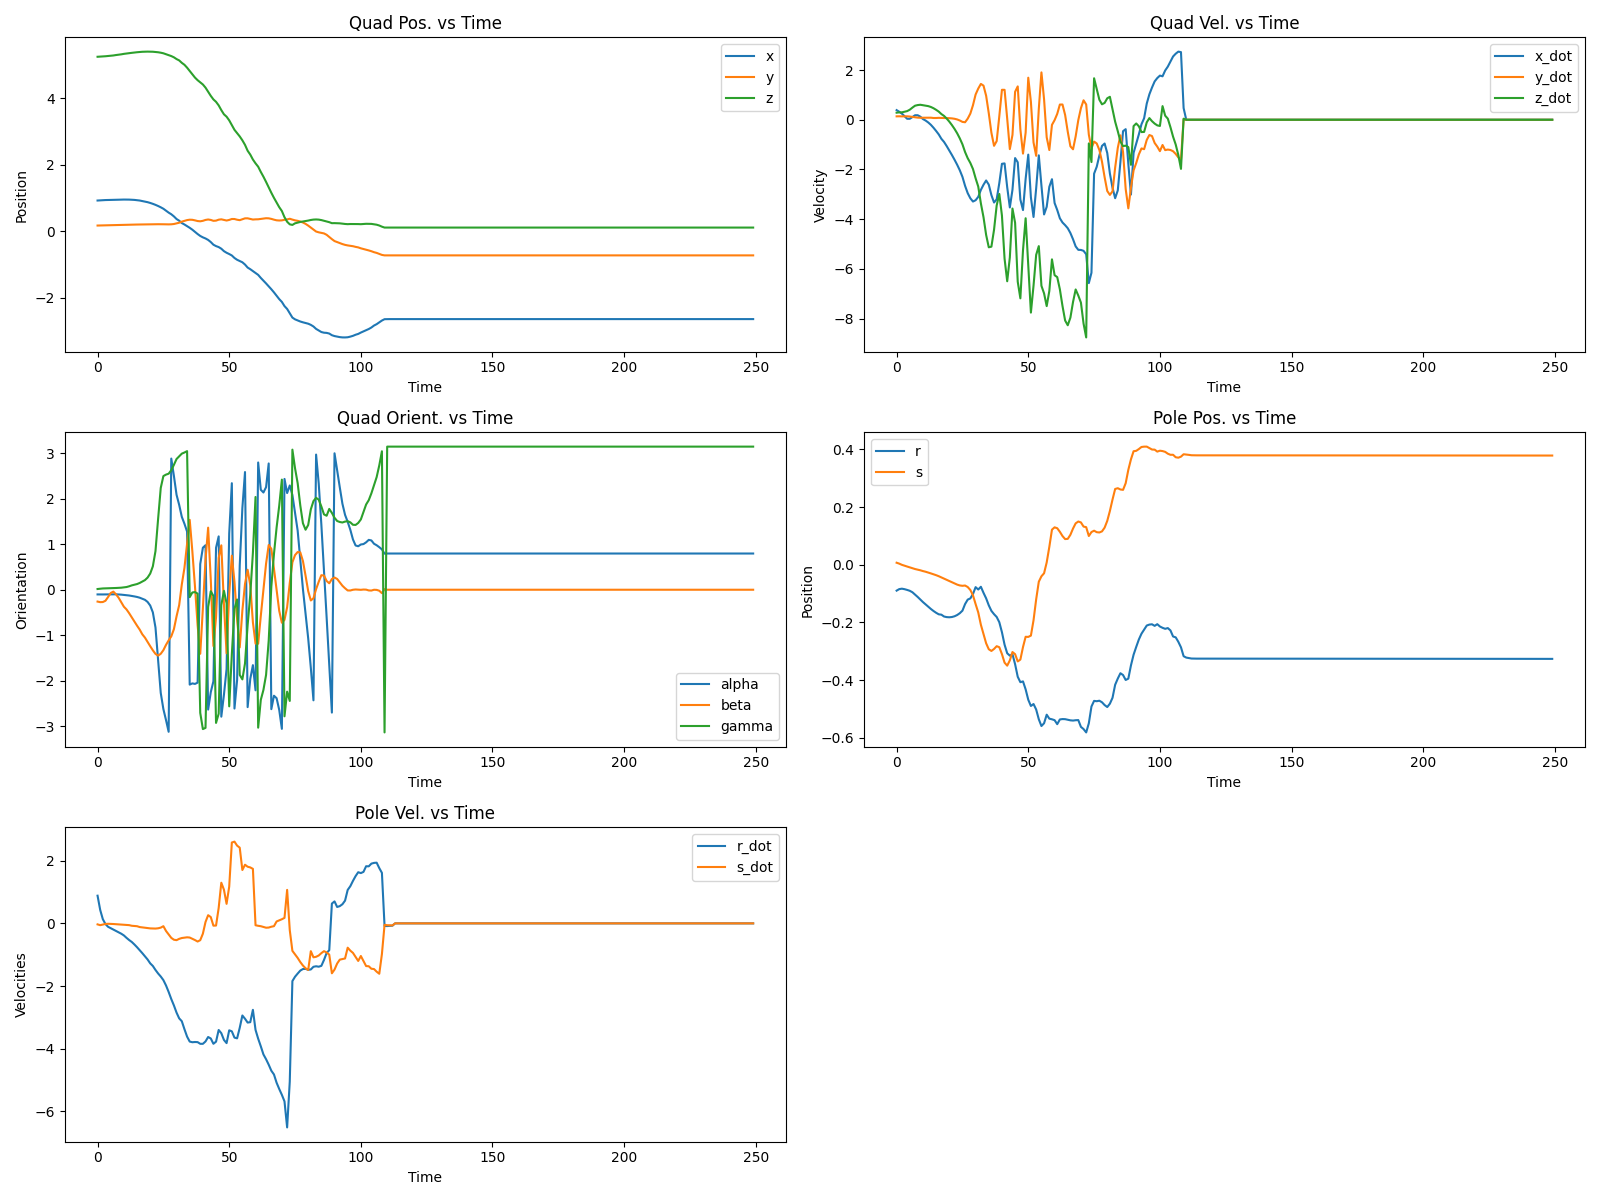 Quad Pos. vs Time
Position
4
2
0
−2
0 50 100 150 200 250
Time
x
y
z
Quad Vel. vs Time
Velocity
2
0
−2
−4
−6
−8
0 50 100 150 200 250
Time
x_dot
y_dot
z_dot
Quad Orient. vs Time
Orientation
3
2
1
0
−1
−2
−3
0 50 100 150 200 250
Time
alpha
beta
gamma
Pole Pos. vs Time
Position
0.4
0.2
0.0
−0.2
−0.4
−0.6
0 50 100 150 200 250
Time
r
s
Pole Vel. vs Time
Velocities
2
0
−2
−4
−6
0 50 100 150 200 250
Time
r_dot
s_dot